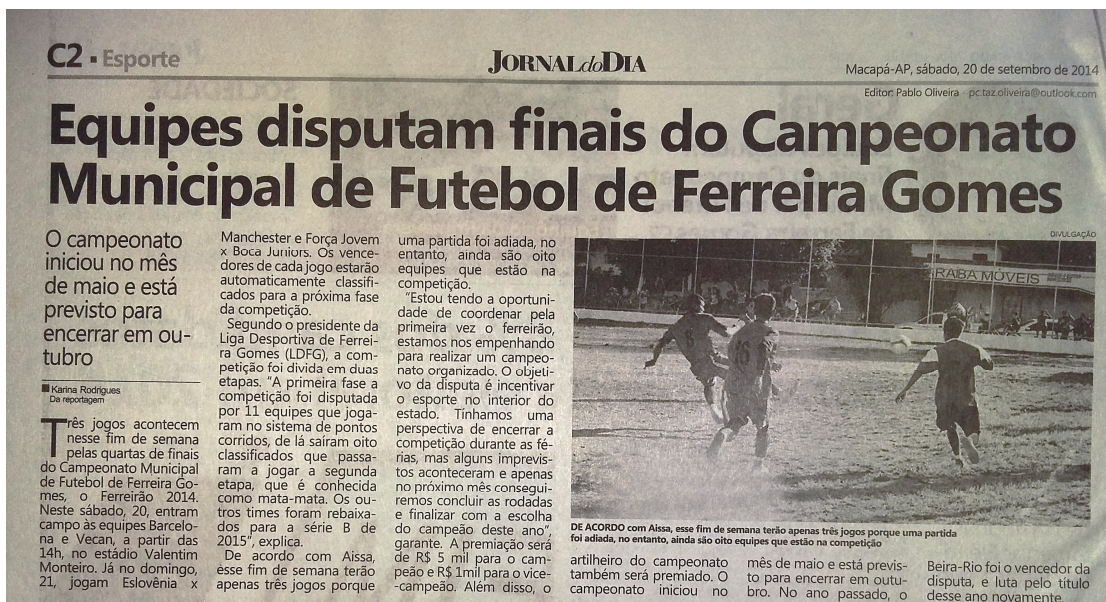 C2 ▪ Esporte
JORNAL do DIA
Macapá-AP, sábado, 20 de setembro de 2014
Editor: Pablo Oliveira - pc.taz.oliveira@outlook.com
Equipes disputam finais do Campeonato
Municipal de Futebol de Ferreira Gomes
O campeonato
iniciou no mês
de maio e está
previsto para
encerrar em ou-
tubro
Karina Rodrigues
Da reportagem
Três jogos acontecem
nesse fim de semana
pelas quartas de finais
do Campeonato Municipal
de Futebol de Ferreira Go-
mes, o Ferreirão 2014.
Neste sábado, 20, entram
campo às equipes Barcelo-
na e Vecan, a partir das
14h, no estádio Valentim
Monteiro. Já no domingo,
21, jogam Eslovênia x
Manchester e Força Jovem
x Boca Juniors. Os vence-
dores de cada jogo estarão
automaticamente classifi-
cados para a próxima fase
da competição.
Segundo o presidente da
Liga Desportiva de Ferrei-
ra Gomes (LDFG), a com-
petição foi divida em duas
etapas. “A primeira fase a
competição foi disputada
por 11 equipes que joga-
ram no sistema de pontos
corridos, de lá saíram oito
classificados que passa-
ram a jogar a segunda
etapa, que é conhecida
como mata-mata. Os ou-
tros times foram rebaixa-
dos para a série B de
2015”, explica.
De acordo com Aissa,
esse fim de semana terão
apenas três jogos porque
uma partida foi adiada, no
entanto, ainda são oito
equipes que estão na
competição.
“Estou tendo a oportuni-
dade de coordenar pela
primeira vez o ferreirão,
estamos nos empenhando
para realizar um campeo-
nato organizado. O objeti-
vo da disputa é incentivar
o esporte no interior do
estado. Tínhamos uma
perspectiva de encerrar a
competição durante as fé-
rias, mas alguns imprevis-
tos aconteceram e apenas
no próximo mês consegui-
remos concluir as rodadas
e finalizar com a escolha
do campeão deste ano”,
garante. A premiação será
de R$ 5 mil para o cam-
peão e R$ 1mil para o vice-
-campeão. Além disso, o
DIVULGAÇÃO
RABA MÓVEIS
DE ACORDO com Aissa, esse fim de semana terão apenas três jogos porque uma partida
foi adiada, no entanto, ainda são oito equipes que estão na competição
artilheiro do campeonato
também será premiado. O
campeonato iniciou no
mês de maio e está previs-
to para encerrar em outu-
bro. No ano passado, o
Beira-Rio foi o vencedor da
disputa, e luta pelo título
desse ano novamente.